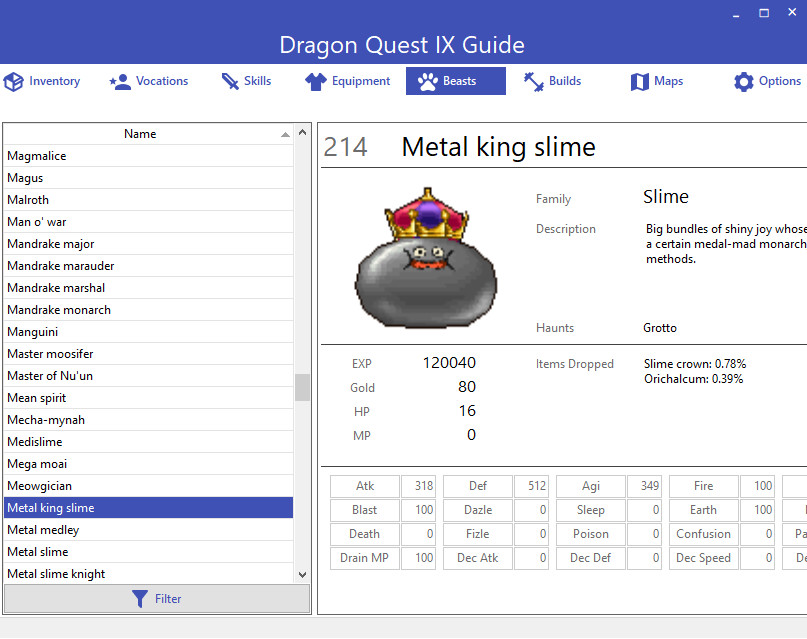 Dragon Quest IX Guide
Inventory Vocations Skills Equipment Beasts Builds Maps Options
Name
Magmalice
Magus
Malroth
Man o' war
Mandrake major
Mandrake marauder
Mandrake marshal
Mandrake monarch
Manguini
Master moosifer
Master of Nu'un
Mean spirit
Mecha-mynah
Medislime
Mega moai
Meowgician
Metal king slime
Metal medley
Metal slime
Metal slime knight
Filter
214 Metal king slime
Family Slime
Description Big bundles of shiny joy whose
a certain medal-mad monarch
methods.
Haunts Grotto
EXP 120040
Gold 80
HP 16
MP 0
Items Dropped Slime crown: 0.78%
Orichalcum: 0.39%
Atk 318 Def 512 Agi 349 Fire 100
Blast 100 Dazle 0 Sleep 0 Earth 100
Death 0 Fizle 0 Poison 0 Confusion 0 Pa
Drain MP 100 Dec Atk 0 Dec Def 0 Dec Speed 0 De